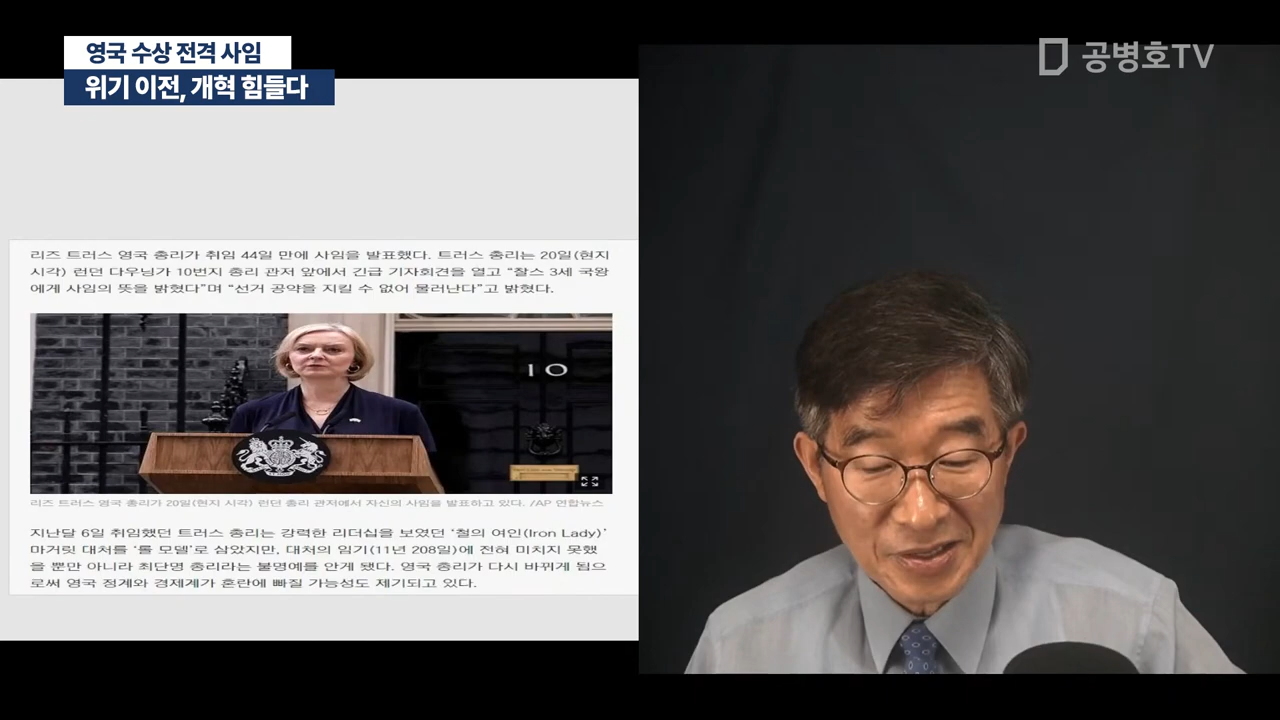 영국 수상 전격 사임
위기 이전, 개혁 힘들다
공병호TV
리즈 트러스 영국 총리가 취임 44일 만에 사임을 발표했다. 트러스 총리는 20일(현지
시각) 런던 다우닝가 10번지 총리 관저 앞에서 긴급 기자회견을 열고 “찰스 3세 국왕
에게 사임의 뜻을 밝혔다”며 “선거 공약을 지킬 수 없어 물러난다”고 밝혔다.
10
리즈 트러스 영국 총리가 20일(현지 시각) 런던 총리 관저에서 자신의 사임을 발표하고 있다. /AP 연합뉴스
지난달 6일 취임했던 트러스 총리는 강력한 리더십을 보였던 ‘철의 여인(Iron Lady)’
마거릿 대처를 ‘롤 모델’로 삼았지만, 대처의 임기(11년 208일)에 전혀 미치지 못했
을 뿐만 아니라 최단명 총리라는 불명예를 안게 됐다. 영국 총리가 다시 바뀌게 됨으
로써 영국 정계와 경제계가 혼란에 빠질 가능성도 제기되고 있다.